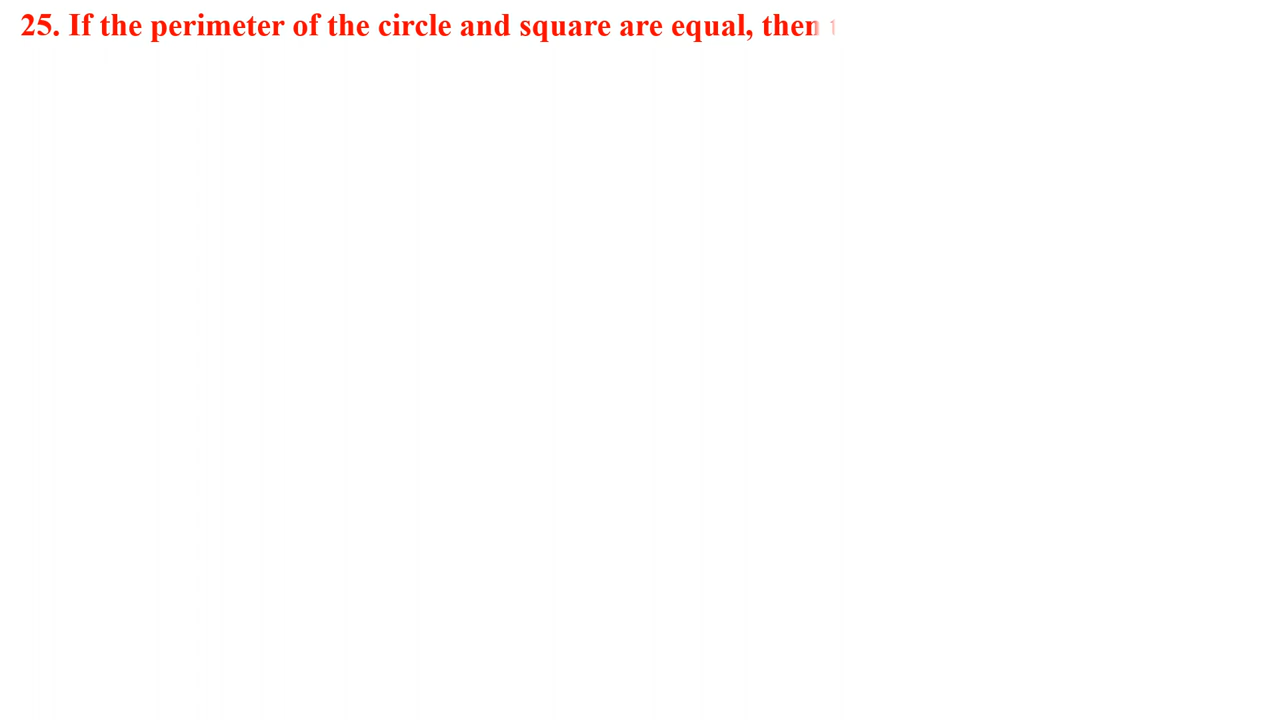 25. If the perimeter of the circle and square are equal, then